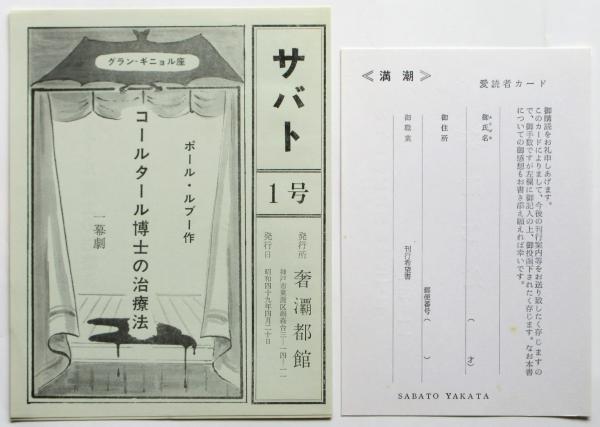 サバト
1号
発行所 奢灞都館
神戸市東灘区
発行日 昭和四十九年四月二十日
グラン・ギニョル座
ポール・ルブー作
コールタール博士の治療法
一幕劇
愛読者カード
《満潮》
御購読をお礼申しあげます。
このカードによりまして、今後の刊行案内等をお送り致したく存じますの
で、御手数ですが左欄に御記入の上、御投函下されたく存じます。なお本書
についての御感想もお書き添え願えれば幸いです。
御氏名
( 才)
御住所
郵便番号( )
御職業
刊行希望書
SABATO YAKATA